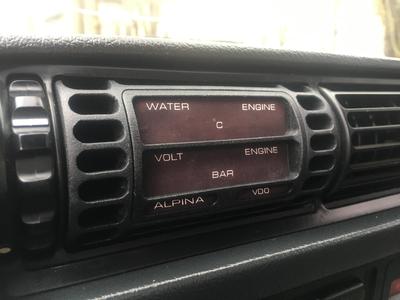 WATER ENGINE
C
VOLT ENGINE
BAR
ALPINA VDO